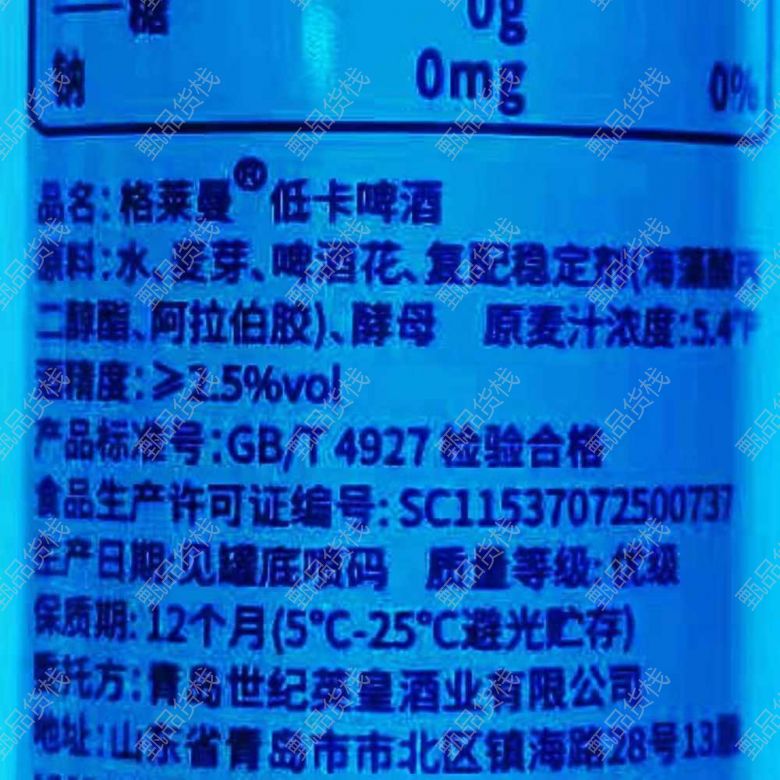 一糖 0g
钠 0mg 0%
品名:格莱曼® 低卡啤酒
原料:水、麦芽、啤酒花、复配稳定剂(海藻酸丙
二醇酯、阿拉伯胶)、酵母 原麦汁浓度:5.4°P
酒精度:≥2.5%vol
产品标准号:GB/T 4927 检验合格
食品生产许可证编号:SC11537072500737
生产日期:见罐底喷码 质量等级:优级
保质期:12个月(5℃-25℃避光贮存)
委托方:青岛世纪英皇酒业有限公司
地址:山东省青岛市市北区镇海路28号13层
甄品货栈